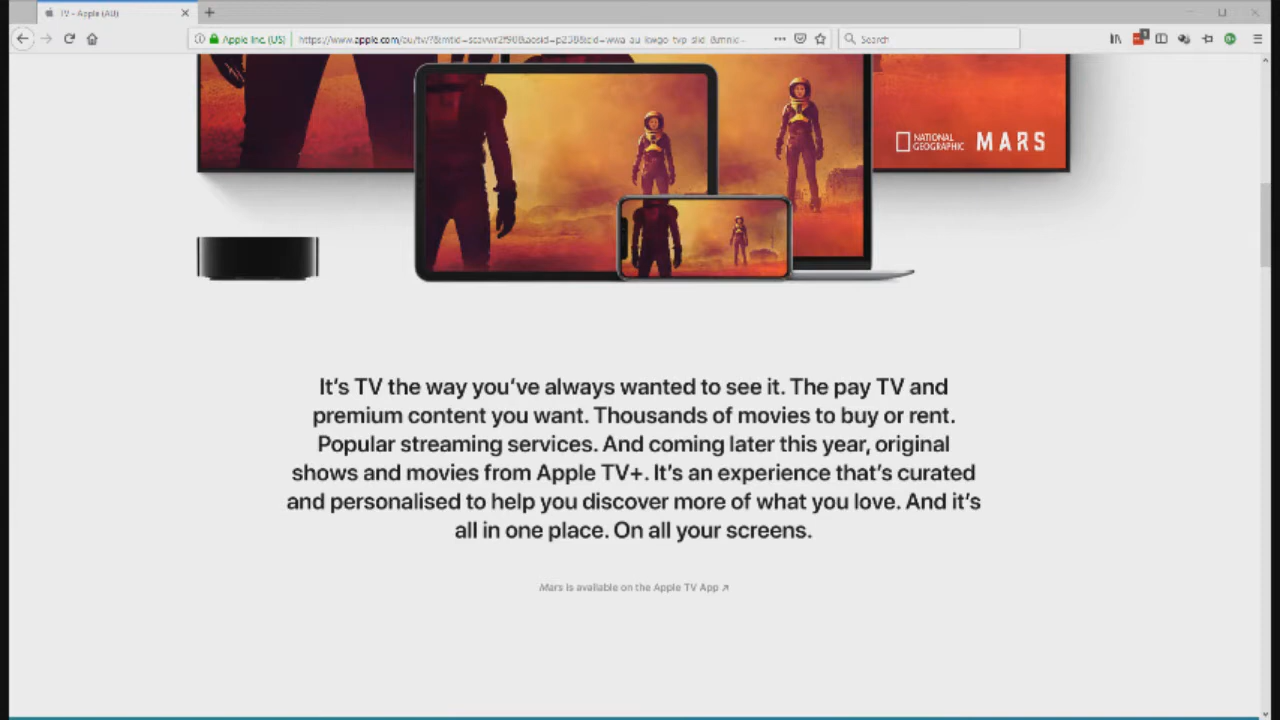 TV - Apple (AU)
Apple Inc. (US)
Search
NATIONAL
GEOGRAPHIC
MARS
It's TV the way you've always wanted to see it. The pay TV and
premium content you want. Thousands of movies to buy or rent.
Popular streaming services. And coming later this year, original
shows and movies from Apple TV+. It's an experience that's curated
and personalised to help you discover more of what you love. And it's
all in one place. On all your screens.
Mars is available on the Apple TV App ↗